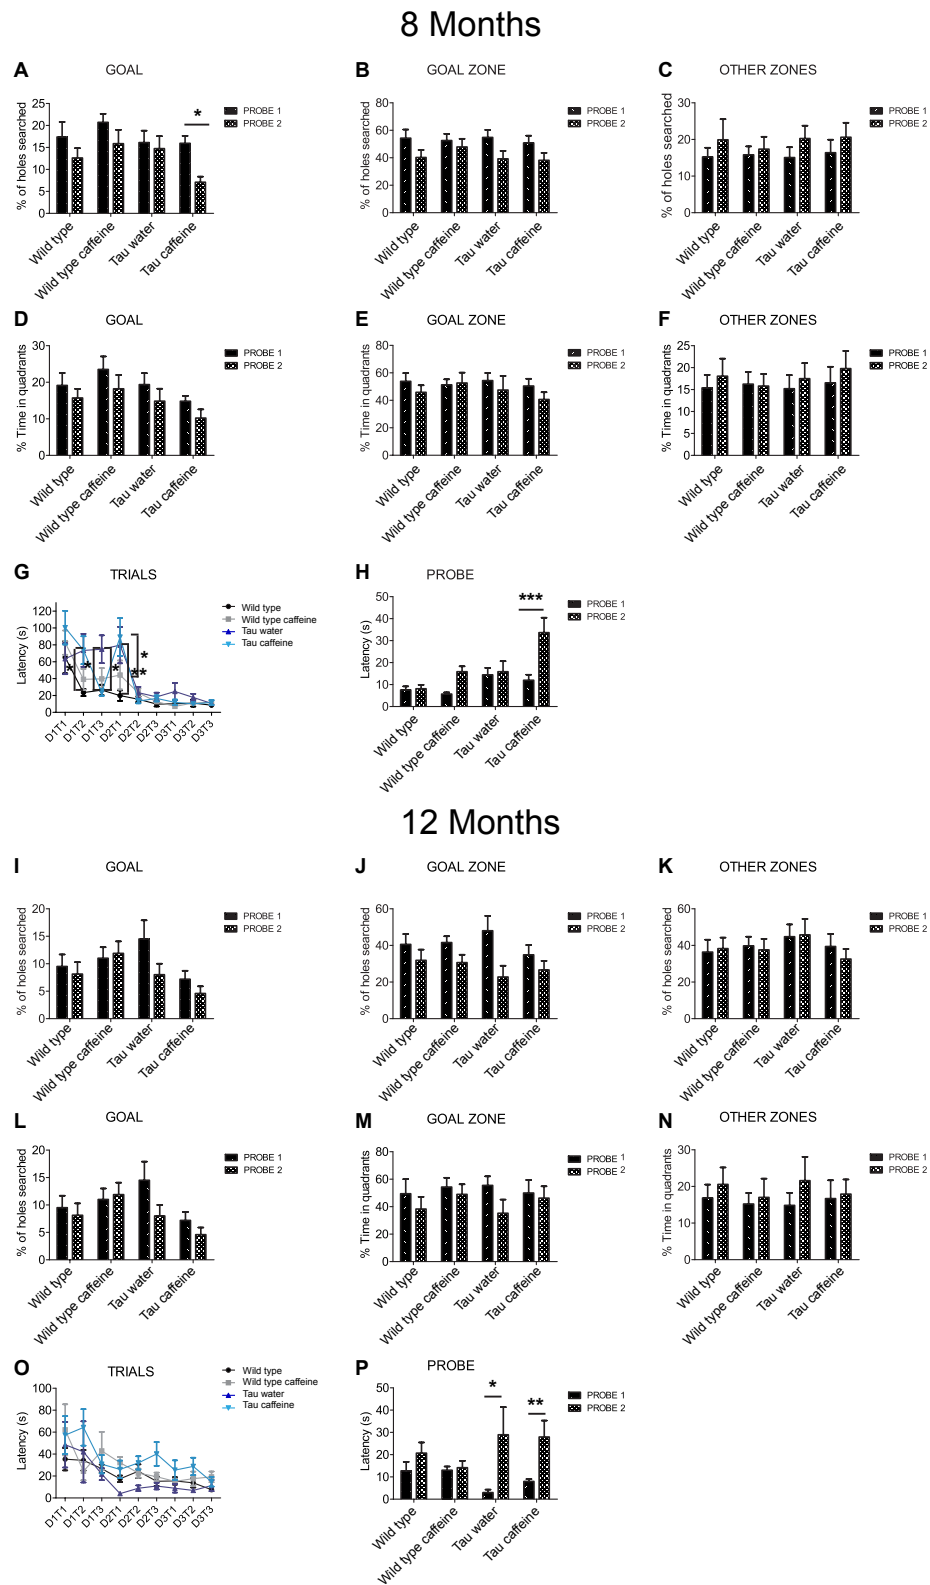 8 Months
A GOAL
% of holes searched
25
20
15
10
5
0
*
PROBE 1
PROBE 2
Wild type
Wild type caffeine
Tau water
Tau caffeine
B GOAL ZONE
% of holes searched
80
60
40
20
0
PROBE 1
PROBE 2
Wild type
Wild type caffeine
Tau water
Tau caffeine
C OTHER ZONES
% of holes searched
30
20
10
0
PROBE 1
PROBE 2
Wild type
Wild type caffeine
Tau water
Tau caffeine
D GOAL
% Time in quadrants
30
20
10
0
PROBE 1
PROBE 2
Wild type
Wild type caffeine
Tau water
Tau caffeine
E GOAL ZONE
% Time in quadrants
80
60
40
20
0
PROBE 1
PROBE 2
Wild type
Wild type caffeine
Tau water
Tau caffeine
F OTHER ZONES
% Time in quadrants
25
20
15
10
5
0
PROBE 1
PROBE 2
Wild type
Wild type caffeine
Tau water
Tau caffeine
G TRIALS
Latency (s)
120
100
80
60
40
20
0
* * * * **
Wild type
Wild type caffeine
Tau water
Tau caffeine
D1T1
D1T2
D1T3
D2T1
D2T2
D2T3
D3T1
D3T2
D3T3
H PROBE
Latency (s)
50
40
30
20
10
0
***
PROBE 1
PROBE 2
Wild type
Wild type caffeine
Tau water
Tau caffeine
12 Months
I GOAL
% of holes searched
20
15
10
5
0
PROBE 1
PROBE 2
Wild type
Wild type caffeine
Tau water
Tau caffeine
J GOAL ZONE
% of holes searched
60
40
20
0
PROBE 1
PROBE 2
Wild type
Wild type caffeine
Tau water
Tau caffeine
K OTHER ZONES
% of holes searched
60
40
20
0
PROBE 1
PROBE 2
Wild type
Wild type caffeine
Tau water
Tau caffeine
L GOAL
% of holes searched
20
15
10
5
0
PROBE 1
PROBE 2
Wild type
Wild type caffeine
Tau water
Tau caffeine
M GOAL ZONE
% Time in quadrants
80
60
40
20
0
PROBE 1
PROBE 2
Wild type
Wild type caffeine
Tau water
Tau caffeine
N OTHER ZONES
% Time in quadrants
30
20
10
0
PROBE 1
PROBE 2
Wild type
Wild type caffeine
Tau water
Tau caffeine
O TRIALS
Latency (s)
100
80
60
40
20
0
Wild type
Wild type caffeine
Tau water
Tau caffeine
D1T1
D1T2
D1T3
D2T1
D2T2
D2T3
D3T1
D3T2
D3T3
P PROBE
Latency (s)
50
40
30
20
10
0
*
**
PROBE 1
PROBE 2
Wild type
Wild type caffeine
Tau water
Tau caffeine